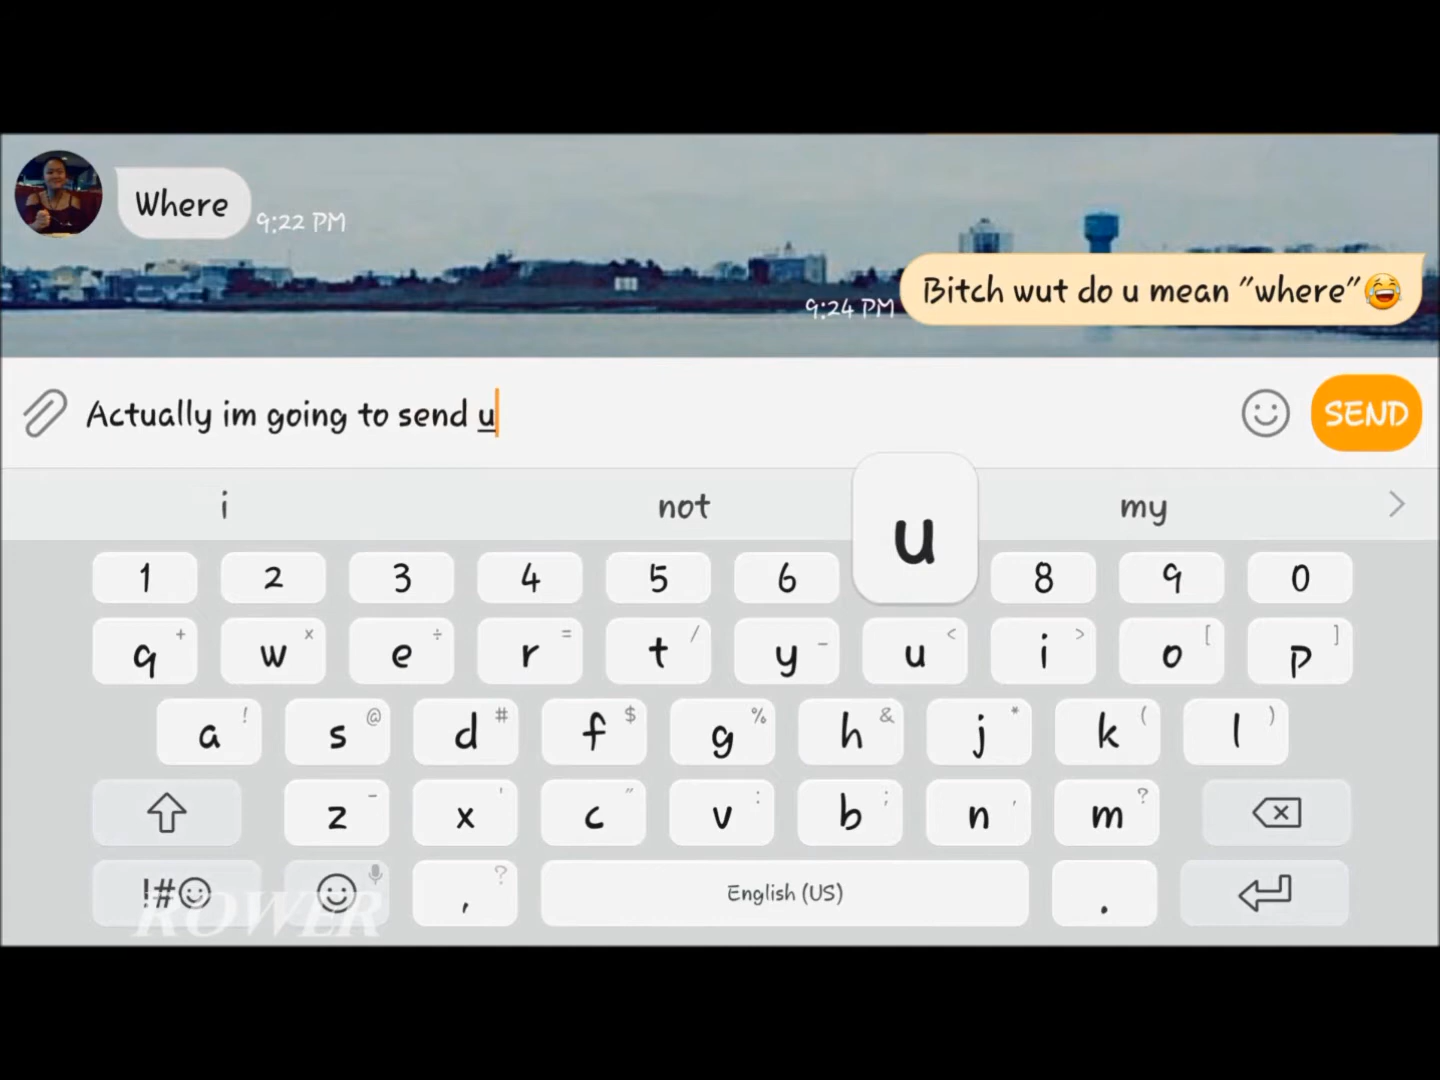 Where
9:22 PM
Bitch wut do u mean "where"😂
9:24 PM
Actually im going to send u
SEND
i not my
u
1 2 3 4 5 6 8 9 0
q + w × e ÷ r = t / y _ u < i > o [ p ]
a ! s @ d # f $ g % h & j * k ( l )
z - x ' c " v : b ; n , m ?
!#☺ , ? English (US) .
ROWER